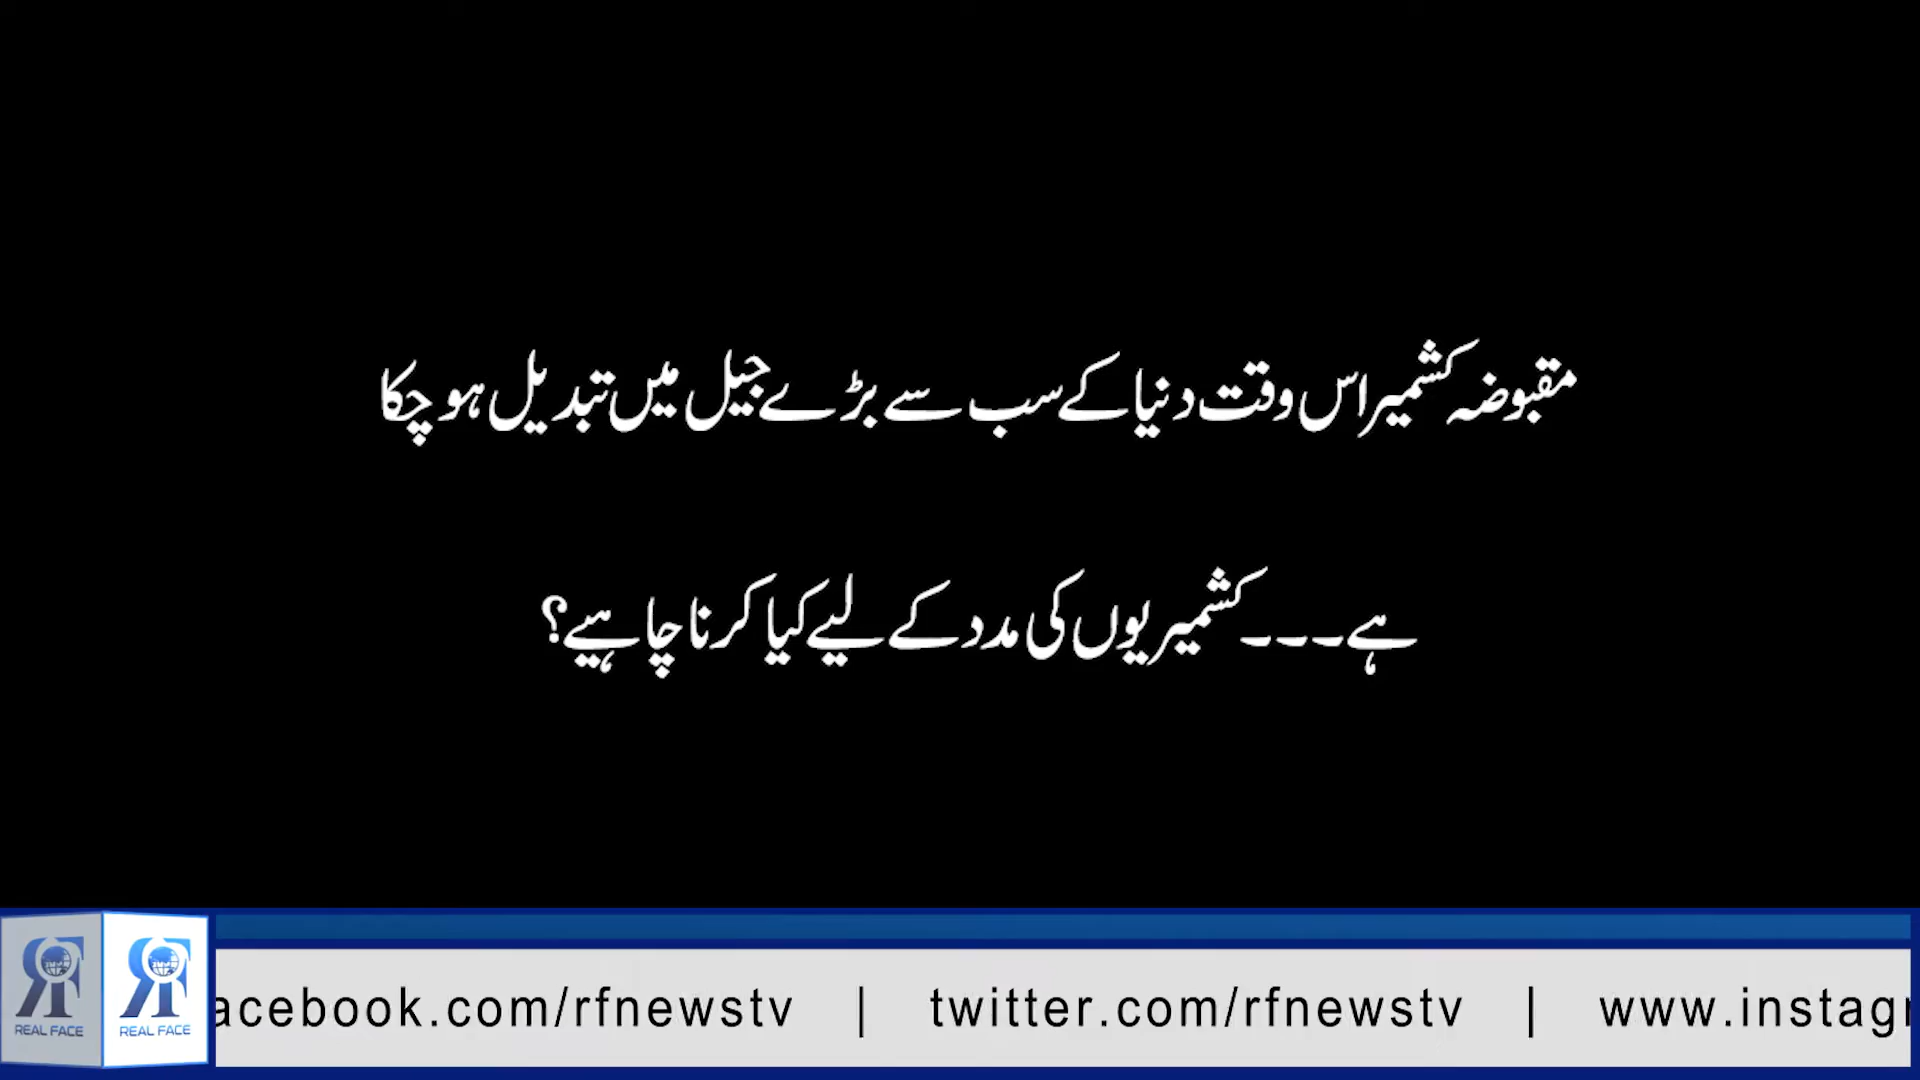 مقبوضہ کشمیر اس وقت دنیا کے سب سے بڑے جیل میں تبدیل ہو چکا
ہے۔۔۔کشمیریوں کی مدد کے لیے کیا کرنا چاہیے؟
REAL FACE REAL FACE
acebook.com/rfnewstv | twitter.com/rfnewstv | www.instagr